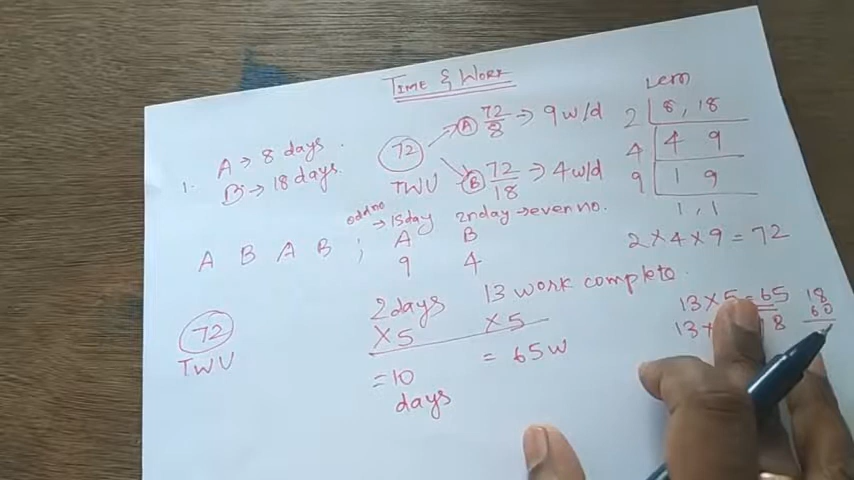 TIME & WORK
1. A → 8 days.
B → 18 days.
72
TWU
A 72/8 → 9 w/d
B 72/18 → 4 w/d
Lcm
2 | 8, 18
4 | 4 9
9 | 1 9
1, 1
2 × 4 × 9 = 72
odd no → 1s day 2nd day → even no.
A B A B ; A B
9 4
2 days 13 work complete.
×5 ×5
= 10 days = 65 w
72
TWU
13 × 5 = 65
13 × 8
18
60